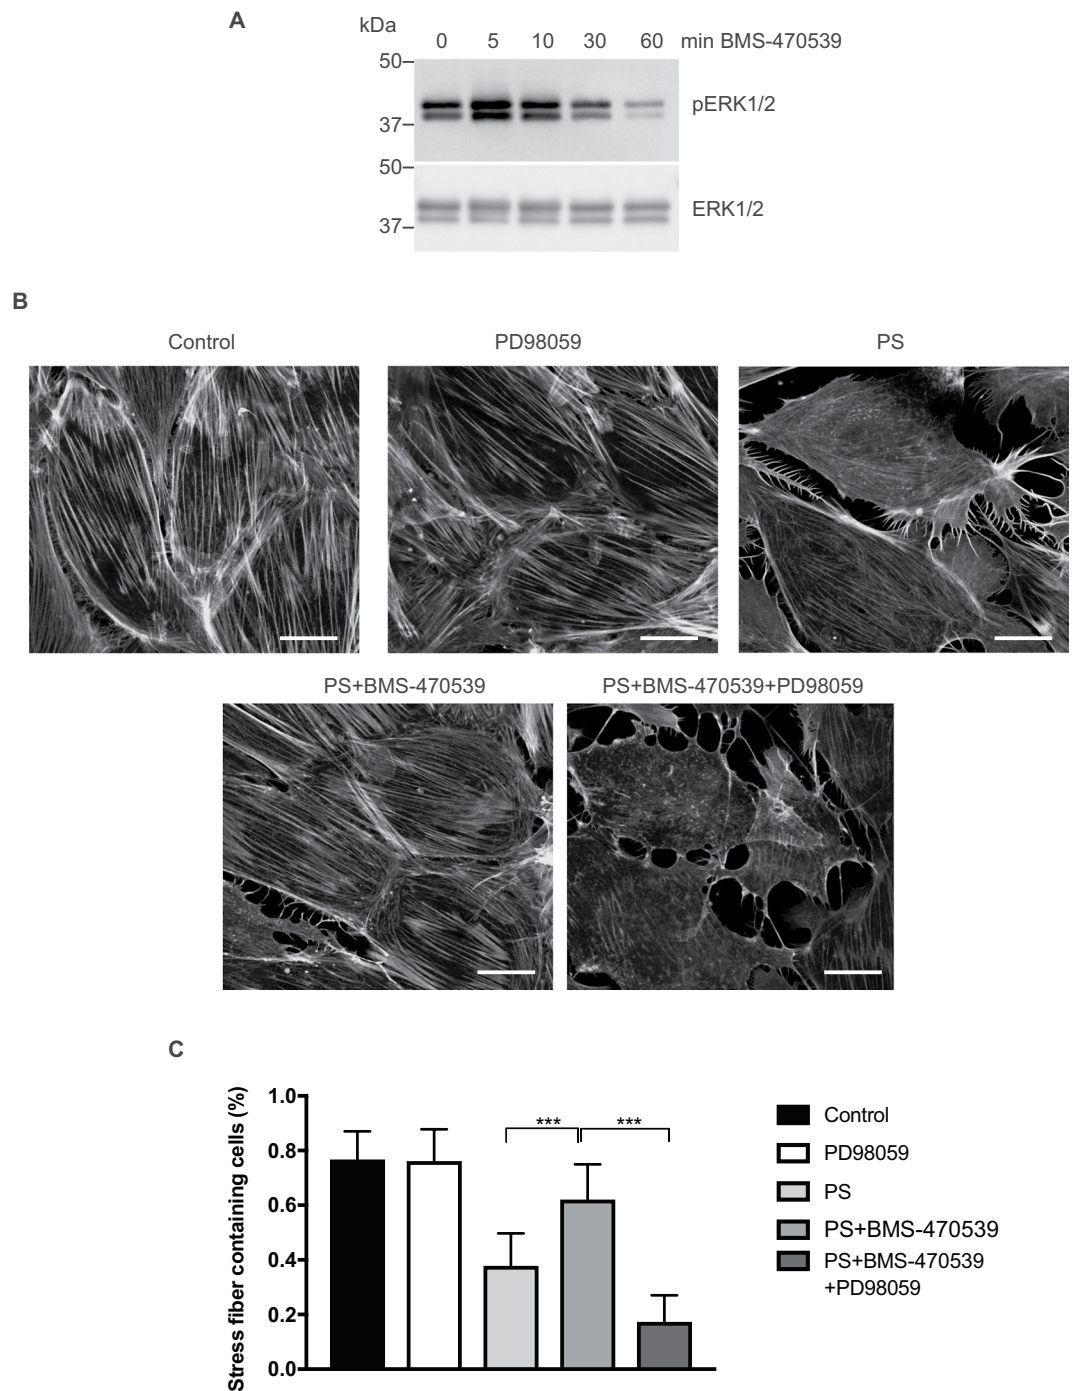 A
kDa
0 5 10 30 60 min BMS-470539
50
pERK1/2
37
50
ERK1/2
37
B
Control PD98059 PS
PS+BMS-470539 PS+BMS-470539+PD98059
C
Stress fiber containing cells (%)
1.0
0.8
0.6
0.4
0.2
0.0
*** ***
Control
PD98059
PS
PS+BMS-470539
PS+BMS-470539
+PD98059